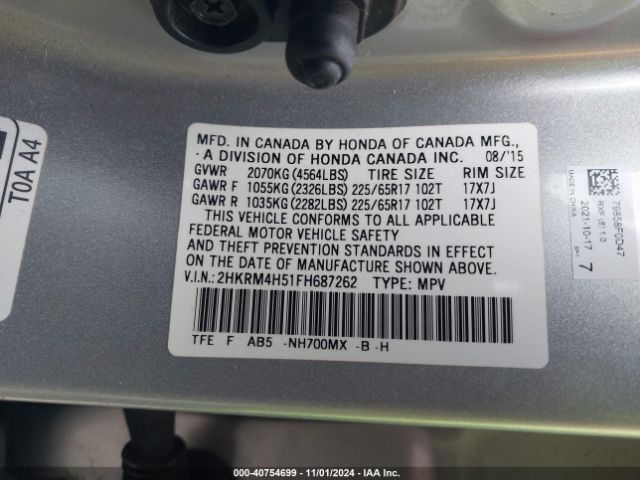 MFD. IN CANADA BY HONDA OF CANADA MFG.,
A DIVISION OF HONDA CANADA INC. 08/'15
GVWR 2070KG (4564LBS) TIRE SIZE RIM SIZE
GAWR F 1055KG (2326LBS) 225/65R17 102T 17X7J
GAWR R 1035KG (2282LBS) 225/65R17 102T 17X7J
THIS VEHICLE CONFORMS TO ALL APPLICABLE
FEDERAL MOTOR VEHICLE SAFETY
AND THEFT PREVENTION STANDARDS IN EFFECT
ON DATE OF MANUFACTURE SHOWN ABOVE.
V.I.N.: 2HKRM4H51FH687262 TYPE: MPV
TFE F AB5 -NH700MX -B -H
T0A A4
79858F0D47
2021-10-17
7
MADE IN CHINA
000-40754699 - 11/01/2024 - IAA Inc.